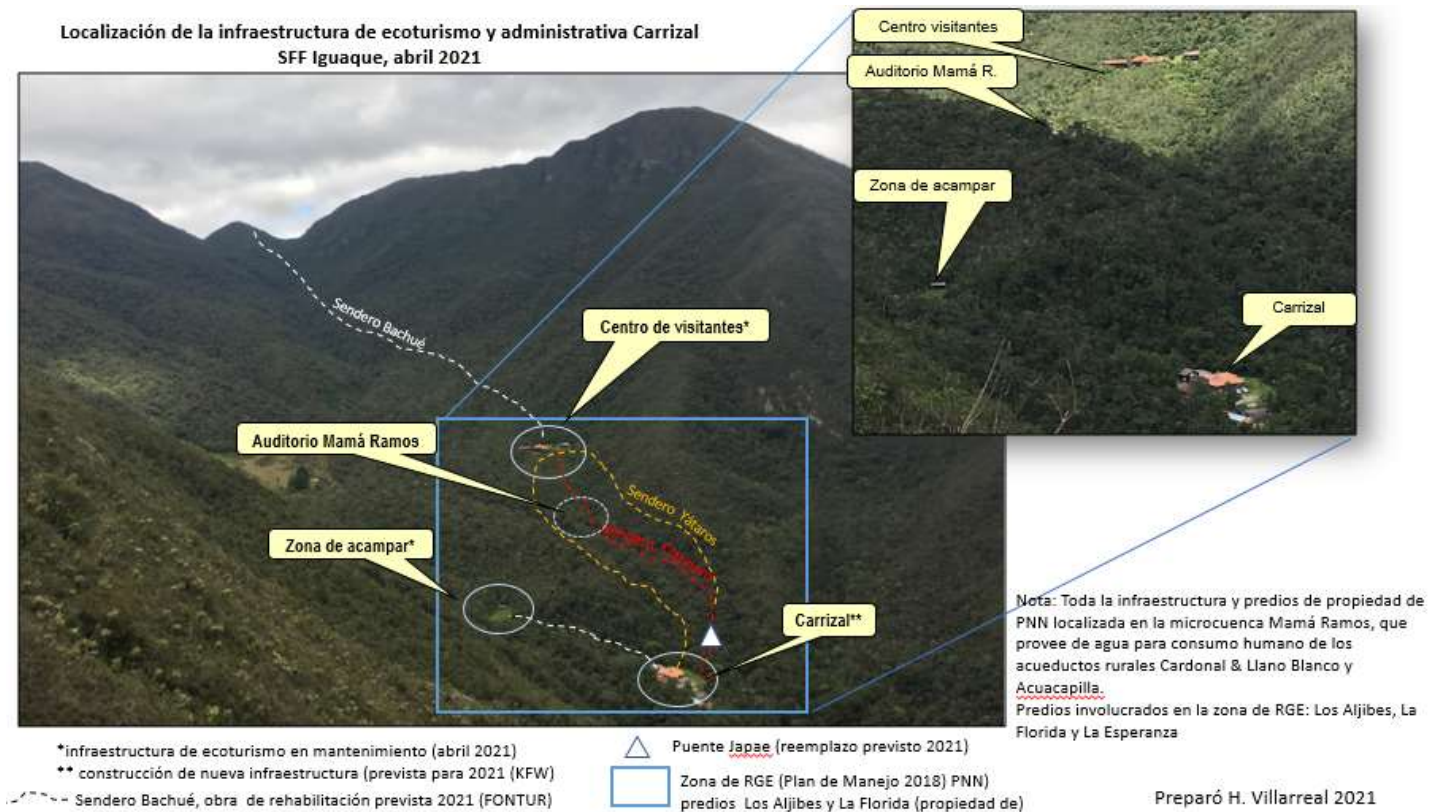 Localización de la infraestructura de ecoturismo y administrativa Carrizal
SFF Iguaque, abril 2021
Centro visitantes
Auditorio Mamá R.
Zona de acampar
Carrizal
Sendero Bachué
Centro de visitantes*
Auditorio Mamá Ramos
Sendero Yátaros
Zona de acampar*
Carrizal**
Nota: Toda la infraestructura y predios de propiedad de
PNN localizada en la microcuenca Mamá Ramos, que
provee de agua para consumo humano de los
acueductos rurales Cardonal & Llano Blanco y
Acuacapilla.
Predios involucrados en la zona de RGE: Los Aljibes, La
Florida y La Esperanza
*infraestructura de ecoturismo en mantenimiento (abril 2021)
** construcción de nueva infraestructura (prevista para 2021 (KFW)
Sendero Bachué, obra de rehabilitación prevista 2021 (FONTUR)
Puente Japae (reemplazo previsto 2021)
Zona de RGE (Plan de Manejo 2018) PNN)
predios Los Aljibes y La Florida (propiedad de)
Preparó H. Villarreal 2021